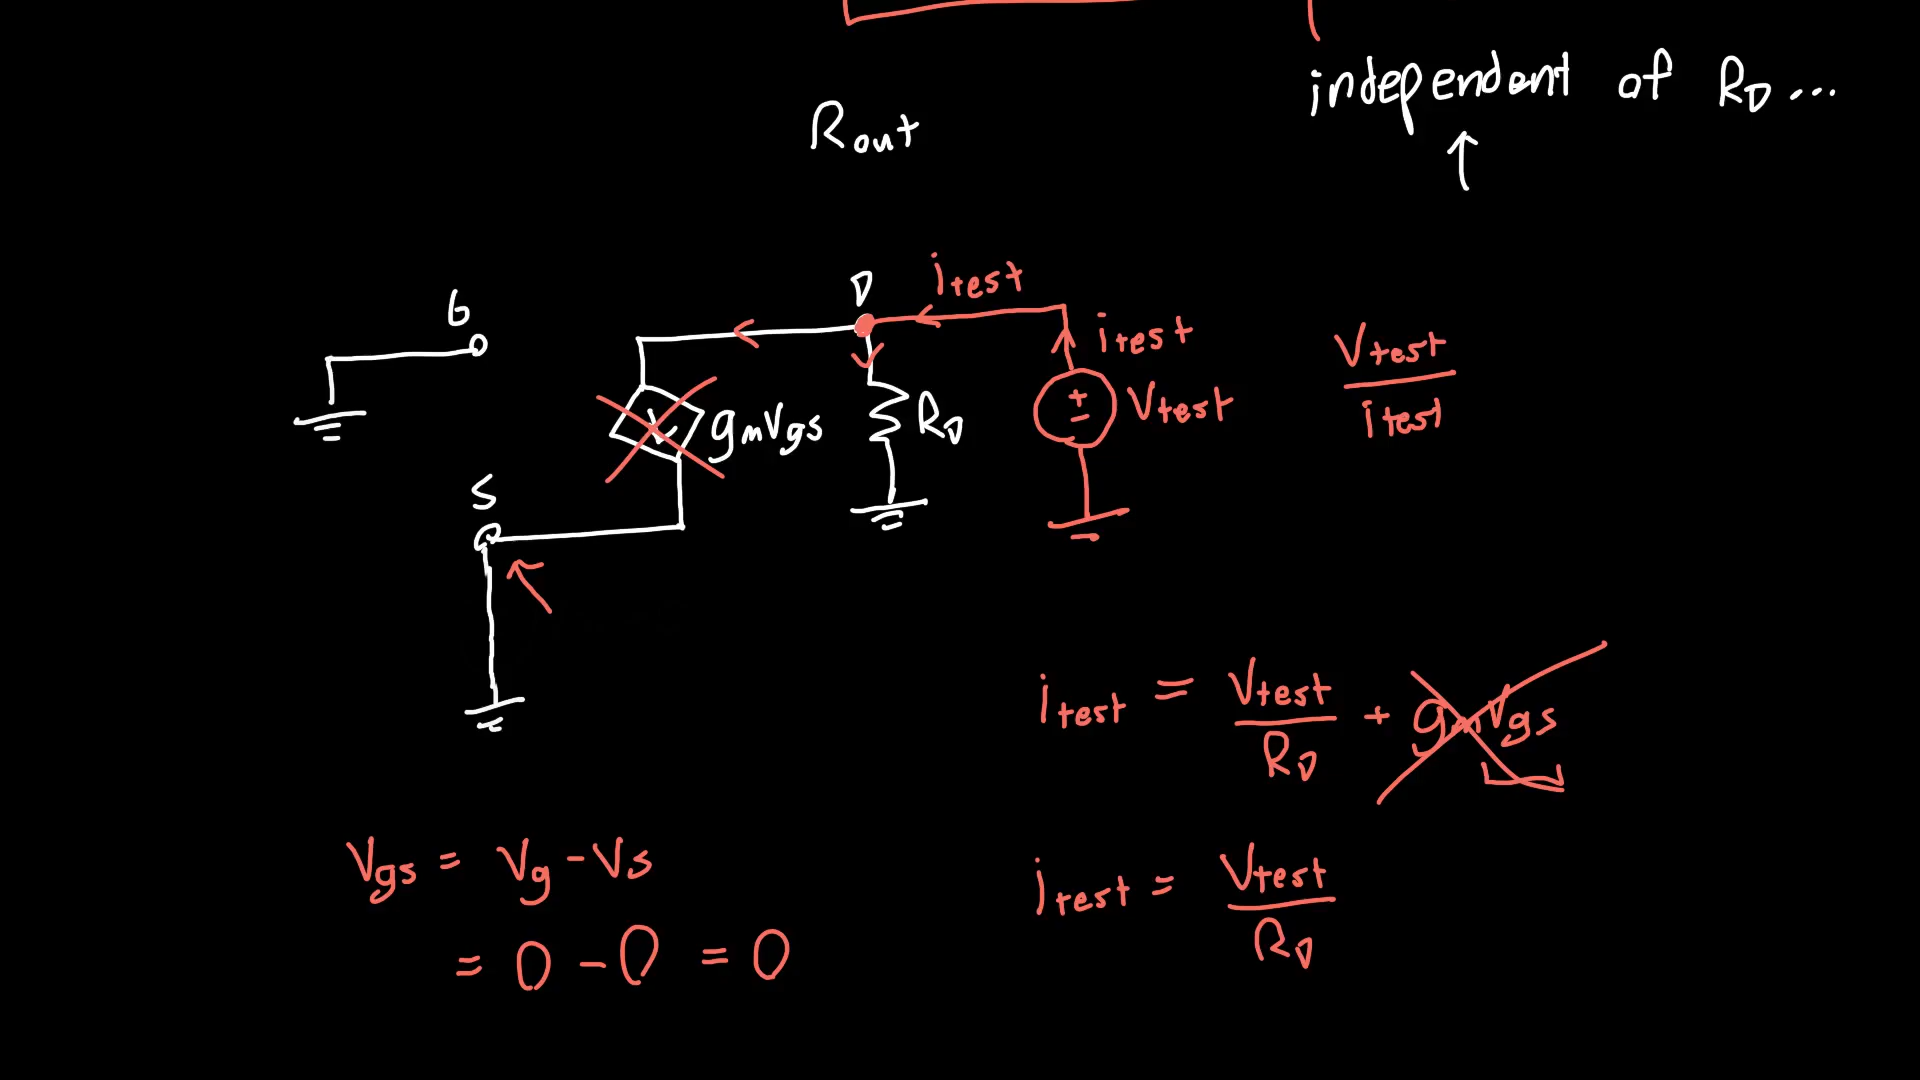 independent of RD ...
Rout
D
itest
G
itest
Vtest
itest
gmVgs
RD
Vtest
S
itest = Vtest/RD + gmVgs
Vgs = Vg - Vs
= 0 - 0 = 0
itest = Vtest/RD